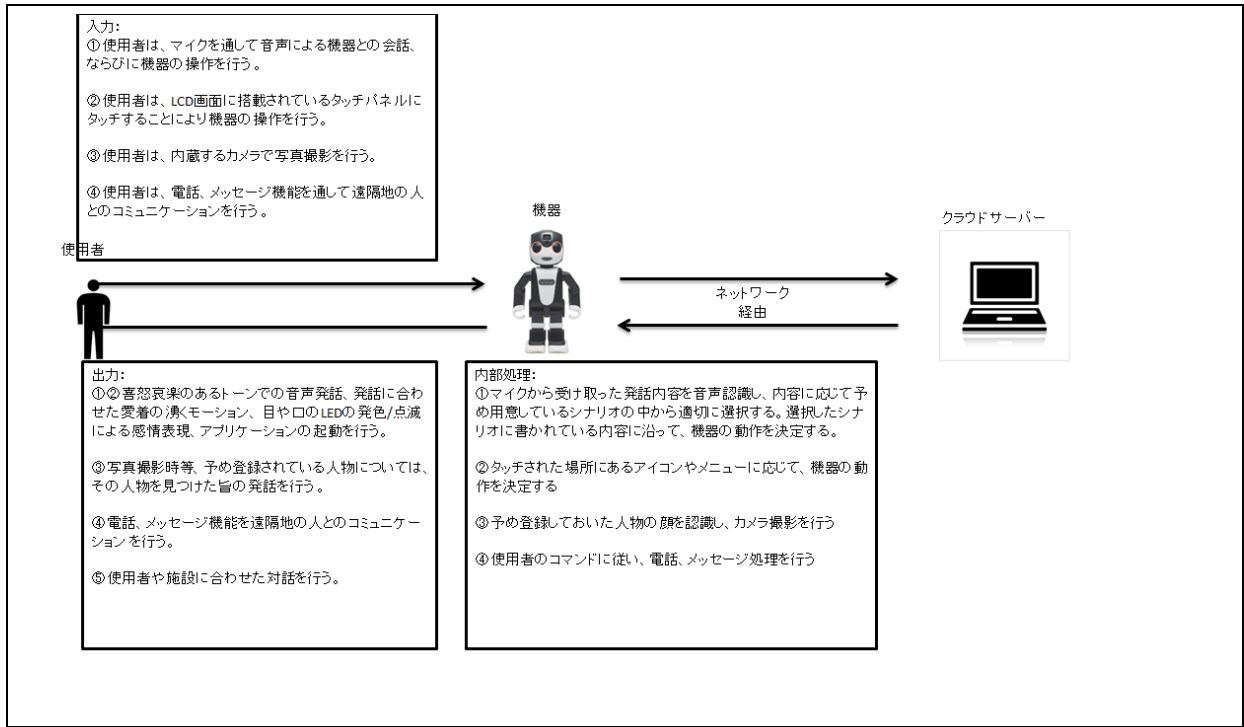 入力:
①使用者は、マイクを通して音声による機器との会話、
ならびに機器の操作を行う。
②使用者は、LCD画面に搭載されているタッチパネルに
タッチすることにより機器の操作を行う。
③使用者は、内蔵するカメラで写真撮影を行う。
④使用者は、電話、メッセージ機能を通して遠隔地の人
とのコミュニケーションを行う。
使用者
機器
クラウドサーバー
ネットワーク
経由
出力:
①②喜怒哀楽のあるトーンでの音声発話、発話に合わ
せた愛着の湧くモーション、目や口のLEDの発色/点滅
による感情表現、アプリケーションの起動を行う。
③写真撮影時等、予め登録されている人物については、
その人物を見つけた旨の発話を行う。
④電話、メッセージ機能を遠隔地の人とのコミュニケー
ションを行う。
⑤使用者や施設に合わせた対話を行う。
内部処理:
①マイクから受け取った発話内容を音声認識し、内容に応じて予
め用意しているシナリオの中から適切に選択する。選択したシナ
リオに書かれている内容に沿って、機器の動作を決定する。
②タッチされた場所にあるアイコンやメニューに応じて、機器の動
作を決定する
③予め登録しておいた人物の顔を認識し、カメラ撮影を行う
④使用者のコマンドに従い、電話、メッセージ処理を行う